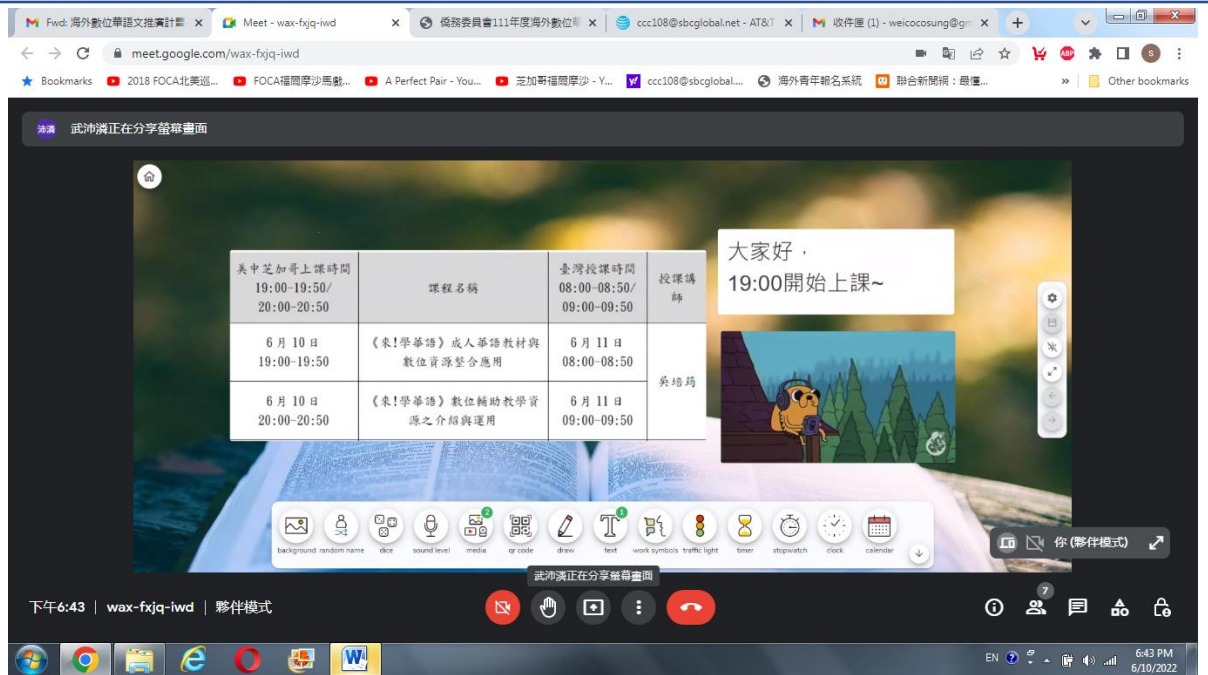 Fwd: 海外數位華語文推廣計
Meet - wax-fxjq-iwd
僑務委員會111年度海外數位
ccc108@sbcglobal.net - AT&T
收件匣 (1) - weicocosung@gm
meet.google.com/wax-fxjq-iwd
ABP
S
Bookmarks
2018 FOCA北美巡...
FOCA福爾摩沙馬戲...
A Perfect Pair - You...
芝加哥福爾摩沙 - Y...
ccc108@sbcglobal....
海外青年報名系統
聯合新聞網：最懂...
»
Other bookmarks
沛潾
武沛潾正在分享螢幕畫面
大家好，
19:00開始上課~
美中芝加哥上課時間
19:00-19:50/
20:00-20:50
課程名稱
臺灣授課時間
08:00-08:50/
09:00-09:50
授課講
師
6 月 10 日
19:00-19:50
《來!學華語》成人華語教材與
數位資源整合應用
6 月 11 日
08:00-08:50
吳培筠
6 月 10 日
20:00-20:50
《來!學華語》數位輔助教學資
源之介紹與運用
6 月 11 日
09:00-09:50
2
1
background
random name
dice
sound level
media
qr code
draw
text
work symbols
traffic light
timer
stopwatch
clock
calendar
你 (夥伴模式)
武沛潾正在分享螢幕畫面
下午6:43 | wax-fxjq-iwd | 夥伴模式
7
EN
6:43 PM
6/10/2022